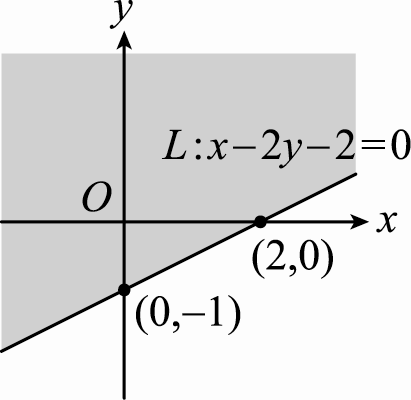 y
L:x−2y−2=0
O
x
(2,0)
(0,−1)